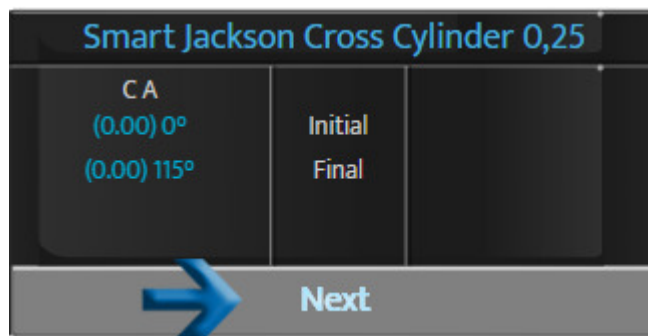 Smart Jackson Cross Cylinder 0,25
C A
(0.00) 0º Initial
(0.00) 115º Final
Next